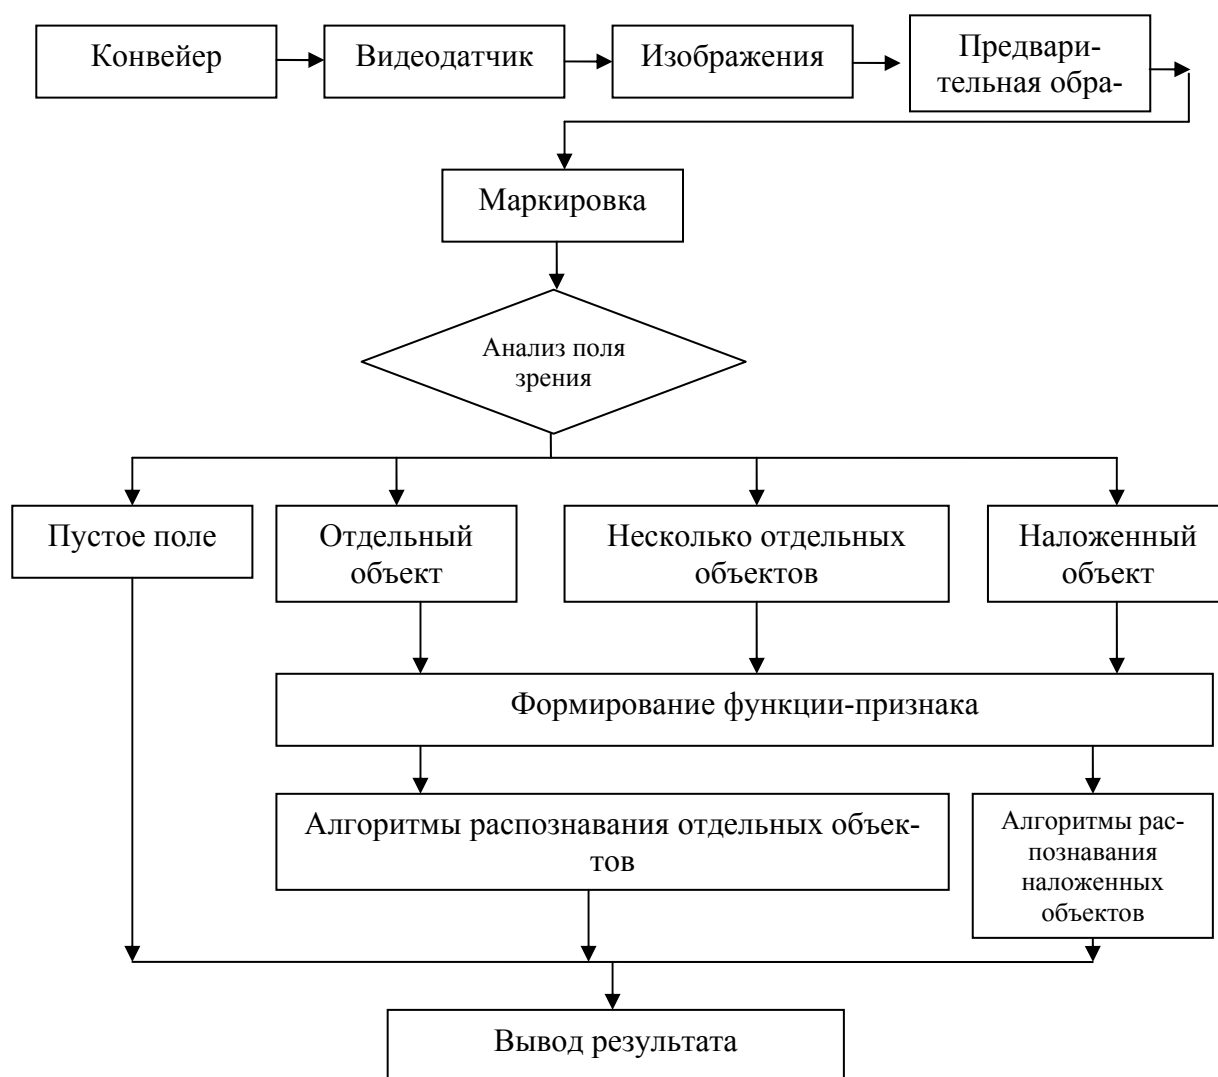 Конвейер
Видеодатчик
Изображения
Предвари-
тельная обра-
Маркировка
Анализ поля
зрения
Пустое поле
Отдельный
объект
Несколько отдельных
объектов
Наложенный
объект
Формирование функции-признака
Алгоритмы распознавания отдельных объек-
тов
Алгоритмы рас-
познавания
наложенных
объектов
Вывод результата